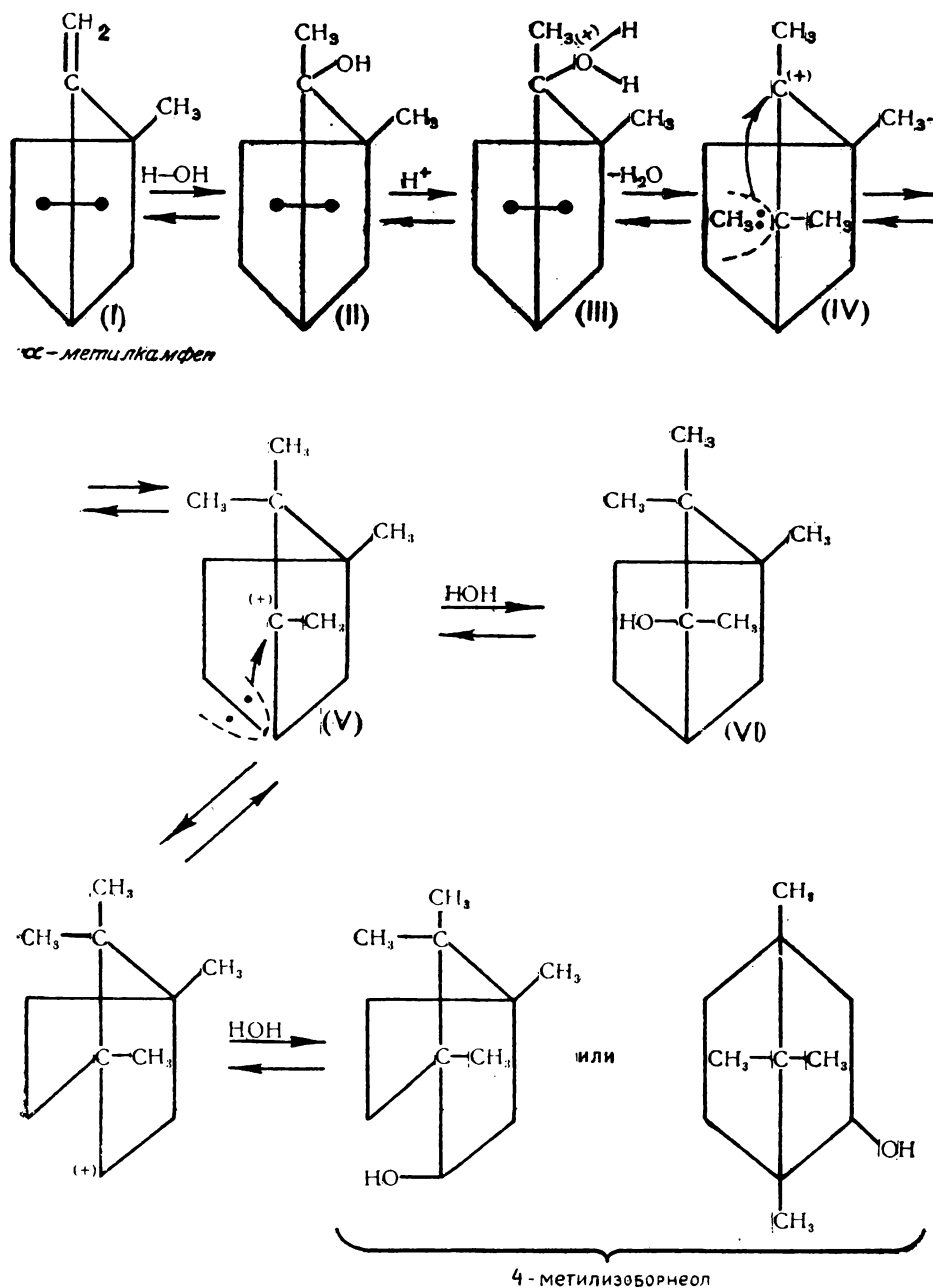 CH2 CH3 OH CH3 (+) H O H CH3 C(+)
C CH3 C CH3 C CH3 CH3-
H-OH H+ -H2O
CH3 : C-CH3
(I) (II) (III) (IV)
α-метилкамфен
CH3 CH3
CH3-C CH3-C
CH3 CH3
(+) HOH
C-CH3 HO-C-CH3
(V) (VI)
CH3 CH3 CH3
CH3-C CH3-C
CH3 CH3
HOH
C-CH3 C-CH3 или CH3-C-CH3
(+) HO OH
CH3
4-метилизоборнеол